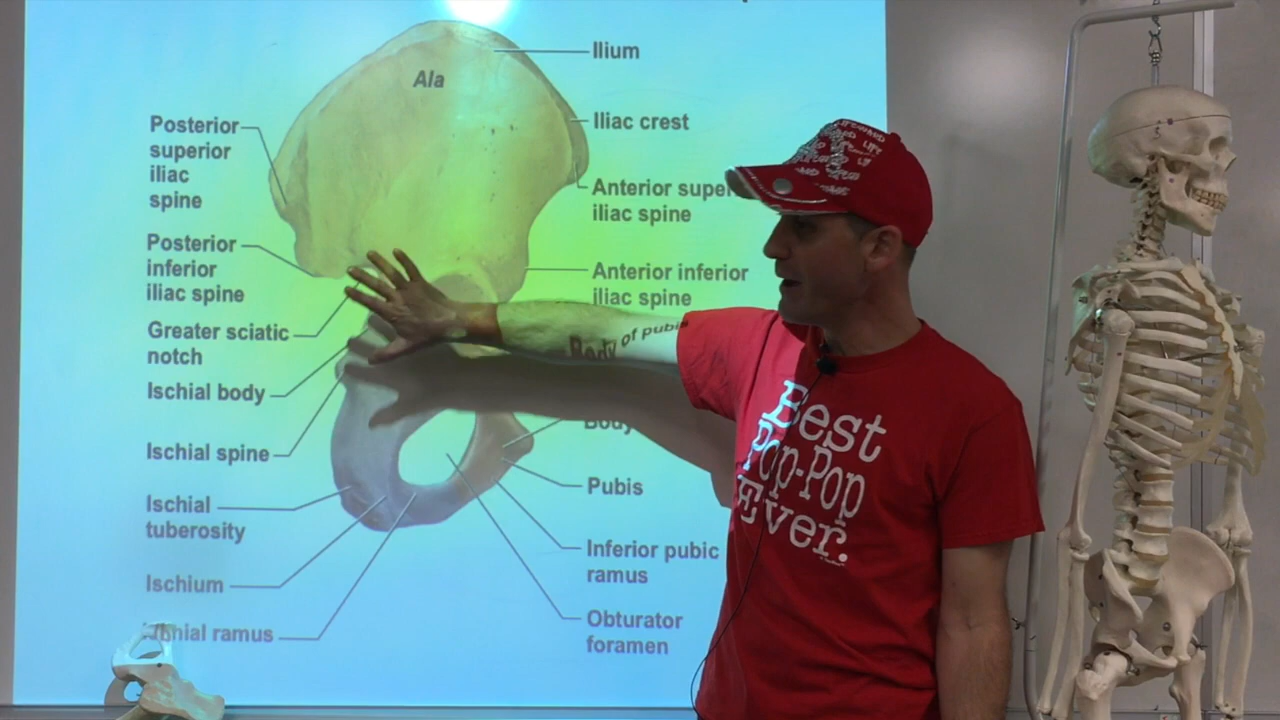 Ilium
Ala
Iliac crest
Posterior
superior
iliac
spine
Anterior super
iliac spine
Posterior
inferior
iliac spine
Anterior inferior
iliac spine
Greater sciatic
notch
Body of pubis
Ischial body
Body
Ischial spine
Pubis
Ischial
tuberosity
Inferior pubic
ramus
Ischium
Obturator
foramen
ramus
LIFE
Best
Pop-Pop
Ever.